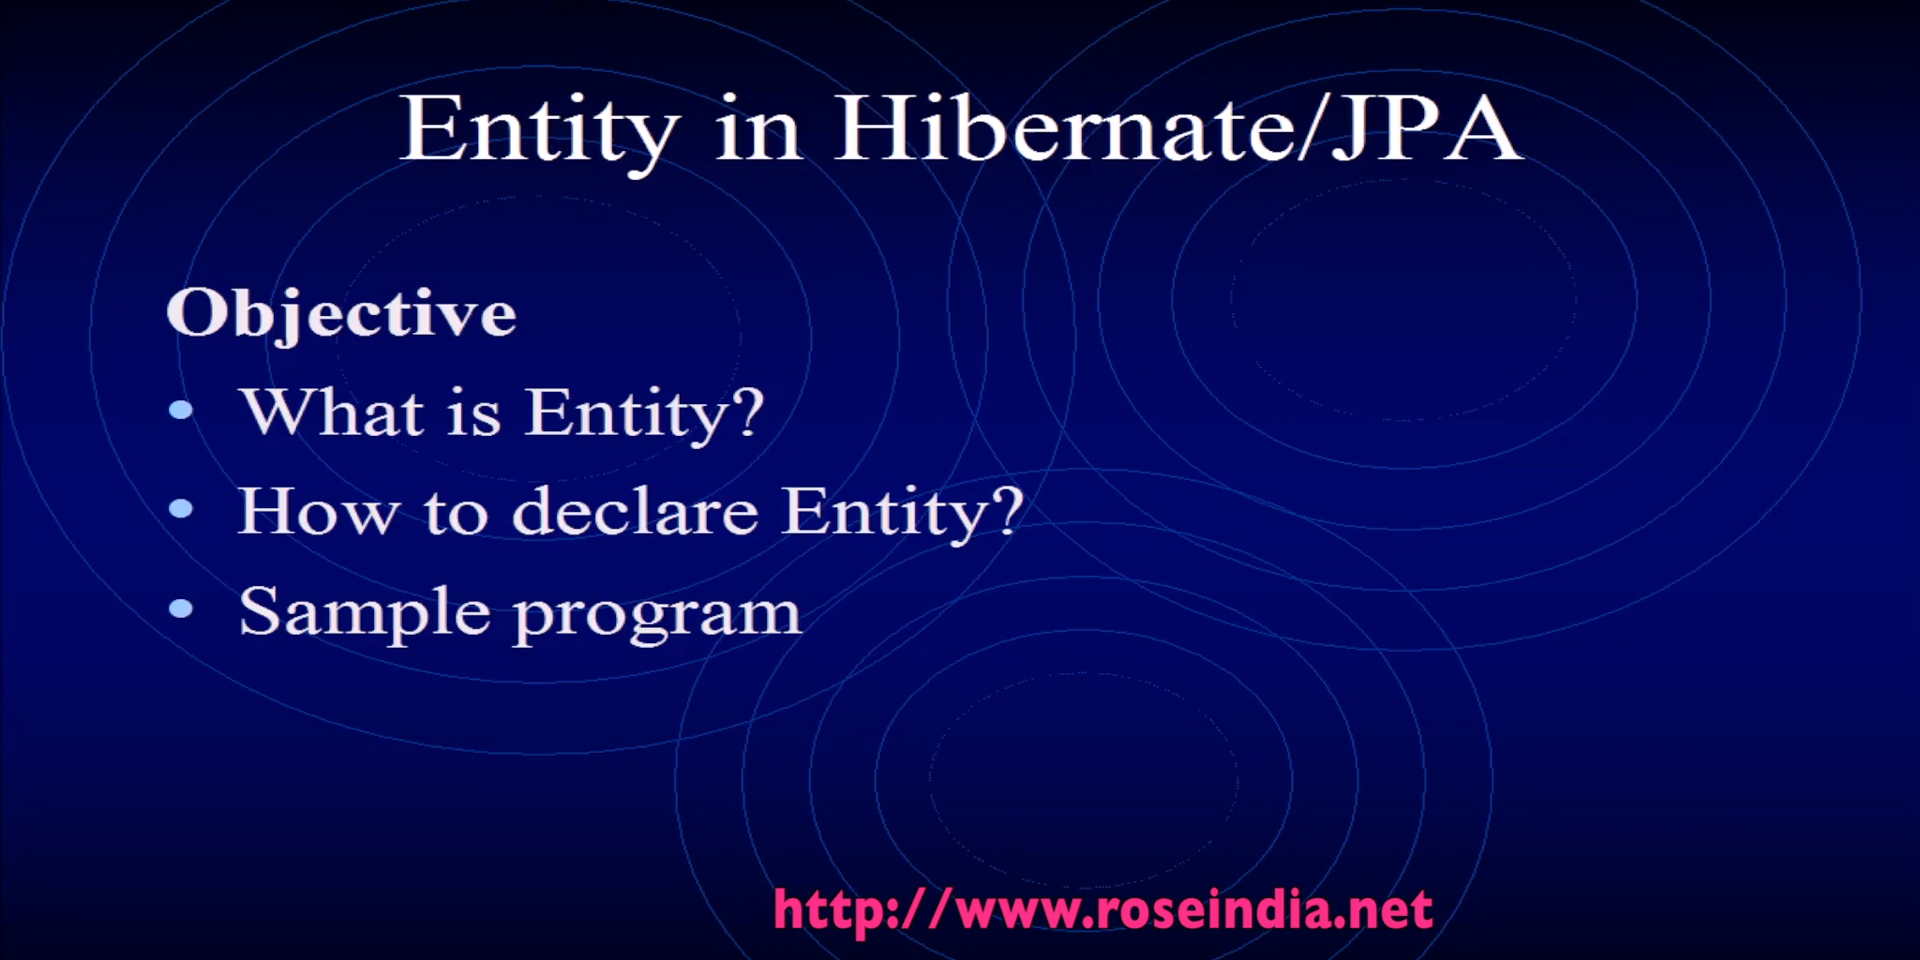 Entity in Hibernate/JPA
Objective
• What is Entity?
• How to declare Entity?
• Sample program
http://www.roseindia.net